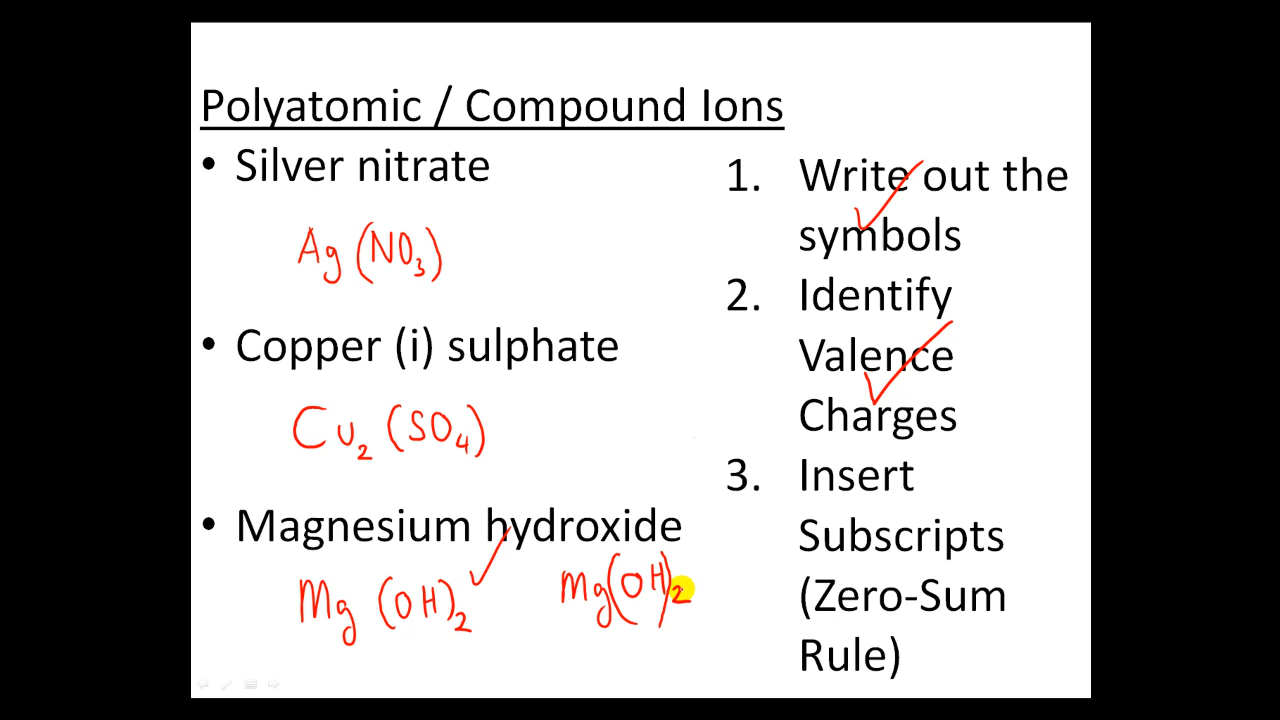 Polyatomic / Compound Ions
• Silver nitrate
Ag (NO₃)
• Copper (i) sulphate
Cu₂ (SO₄)
• Magnesium hydroxide
Mg (OH)₂ Mg(OH)₂
1. Write out the
symbols
2. Identify
Valence
Charges
3. Insert
Subscripts
(Zero-Sum
Rule)